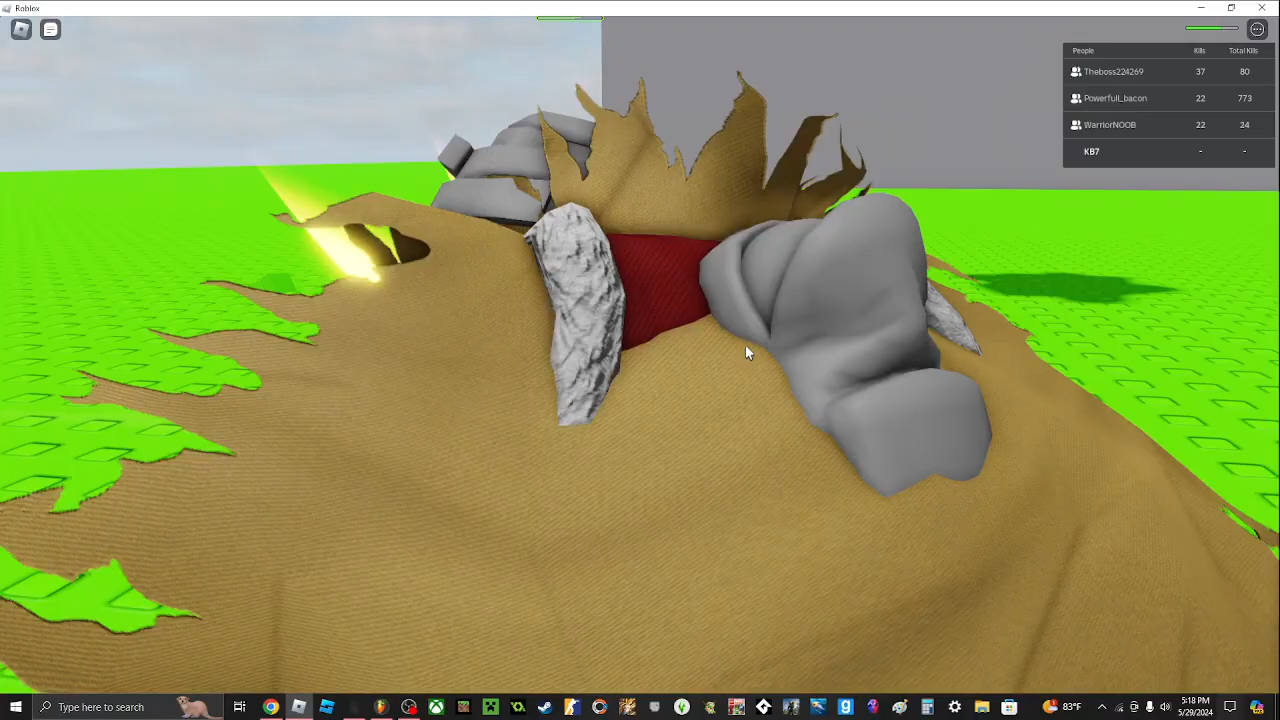 Roblox
People Kills Total Kills
Theboss224269 37 80
Powerfull_bacon 22 773
WarriorNOOB 22 24
KB7 - -
Type here to search
83°F
5:18 PM
5/29/2024